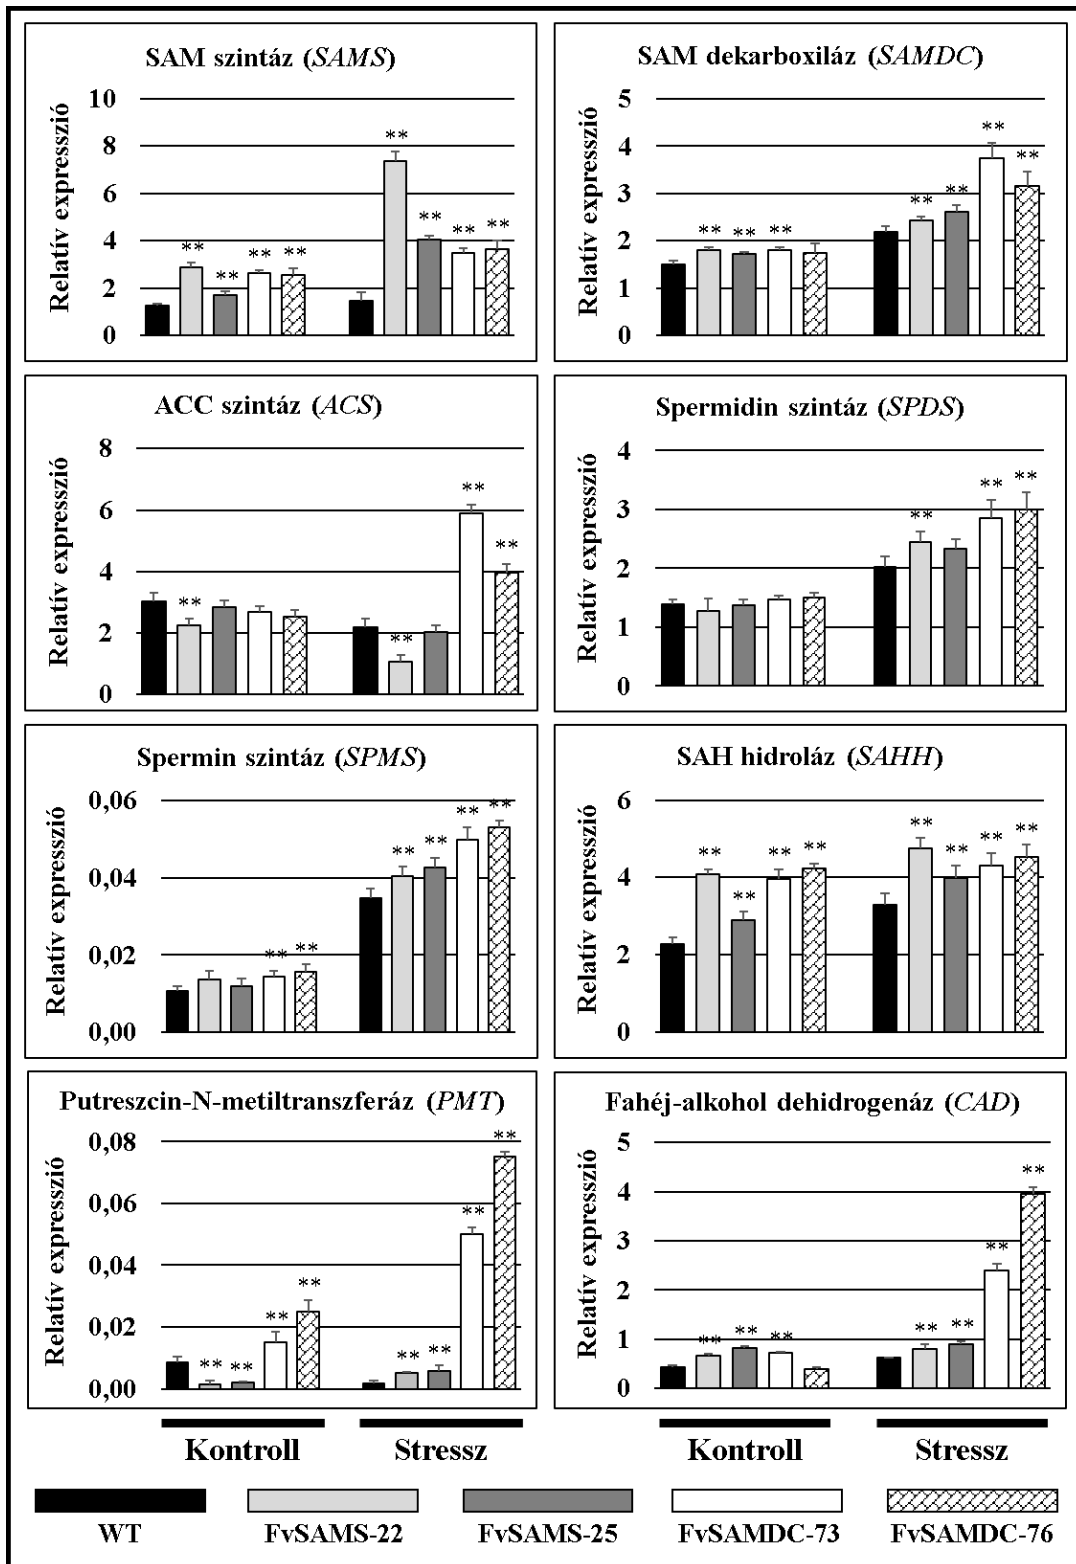 SAM szintáz (SAMS)
Relatív expresszió
10
8
6
4
2
0
** ** ** ** ** ** ** **
SAM dekarboxiláz (SAMDC)
Relatív expresszió
5
4
3
2
1
0
** ** ** ** ** ** **
ACC szintáz (ACS)
Relatív expresszió
8
6
4
2
0
** ** ** **
Spermidin szintáz (SPDS)
Relatív expresszió
4
3
2
1
0
** ** **
Spermin szintáz (SPMS)
Relatív expresszió
0,06
0,04
0,02
0,00
** ** ** ** ** **
SAH hidroláz (SAHH)
Relatív expresszió
6
4
2
0
** ** ** ** ** ** ** **
Putreszcin-N-metiltranszferáz (PMT)
Relatív expresszió
0,08
0,06
0,04
0,02
0,00
** ** ** ** ** ** ** **
Fahéj-alkohol dehidrogenáz (CAD)
Relatív expresszió
5
4
3
2
1
0
** ** ** ** ** ** **
Kontroll Stressz
Kontroll Stressz
WT FvSAMS-22 FvSAMS-25 FvSAMDC-73 FvSAMDC-76